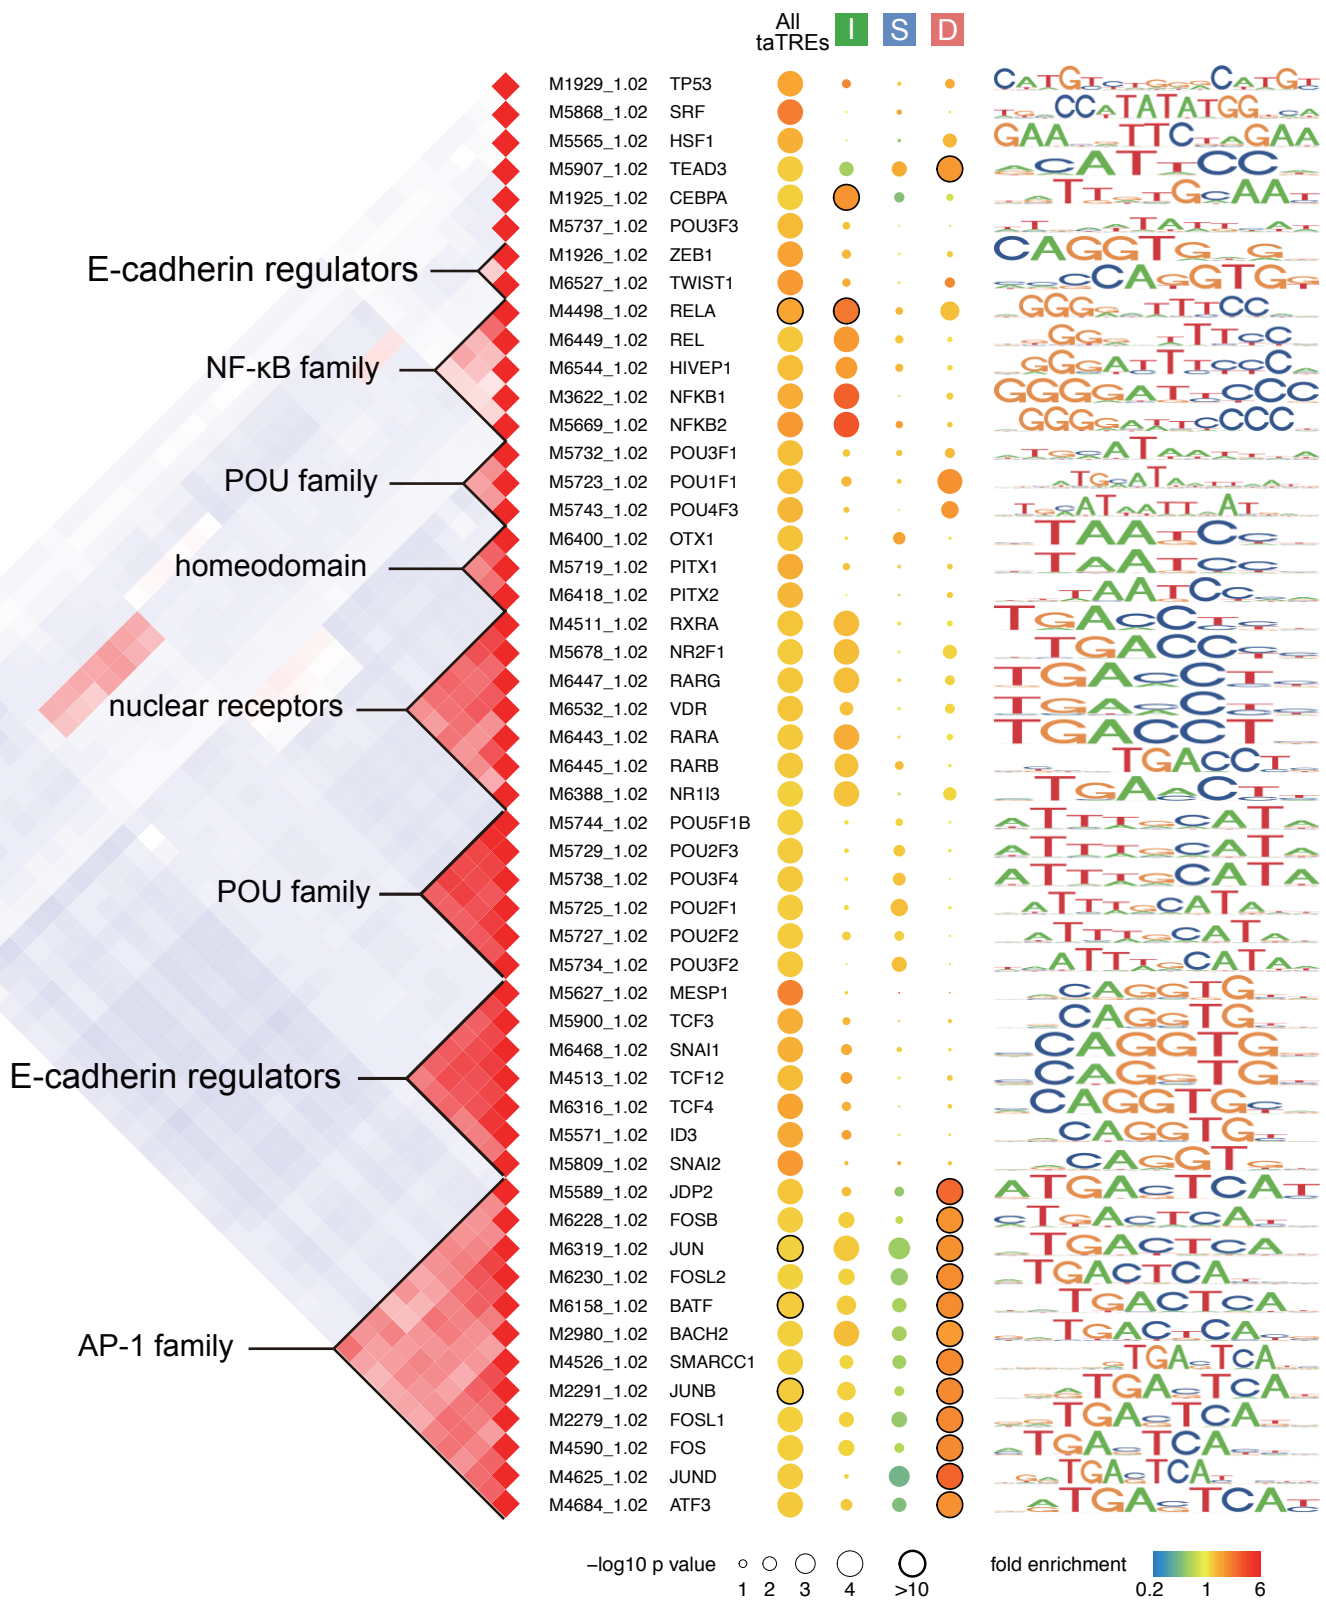 All
taTREs I S D
M1929_1.02 TP53
M5868_1.02 SRF
M5565_1.02 HSF1
M5907_1.02 TEAD3
M1925_1.02 CEBPA
M5737_1.02 POU3F3
M1926_1.02 ZEB1
E-cadherin regulators
M6527_1.02 TWIST1
M4498_1.02 RELA
M6449_1.02 REL
NF-κB family
M6544_1.02 HIVEP1
M3622_1.02 NFKB1
M5669_1.02 NFKB2
M5732_1.02 POU3F1
POU family
M5723_1.02 POU1F1
M5743_1.02 POU4F3
M6400_1.02 OTX1
homeodomain
M5719_1.02 PITX1
M6418_1.02 PITX2
M4511_1.02 RXRA
M5678_1.02 NR2F1
M6447_1.02 RARG
nuclear receptors
M6532_1.02 VDR
M6443_1.02 RARA
M6445_1.02 RARB
M6388_1.02 NR1I3
M5744_1.02 POU5F1B
M5729_1.02 POU2F3
M5738_1.02 POU3F4
POU family
M5725_1.02 POU2F1
M5727_1.02 POU2F2
M5734_1.02 POU3F2
M5627_1.02 MESP1
M5900_1.02 TCF3
M6468_1.02 SNAI1
E-cadherin regulators
M4513_1.02 TCF12
M6316_1.02 TCF4
M5571_1.02 ID3
M5809_1.02 SNAI2
M5589_1.02 JDP2
M6228_1.02 FOSB
M6319_1.02 JUN
M6230_1.02 FOSL2
M6158_1.02 BATF
M2980_1.02 BACH2
AP-1 family
M4526_1.02 SMARCC1
M2291_1.02 JUNB
M2279_1.02 FOSL1
M4590_1.02 FOS
M4625_1.02 JUND
M4684_1.02 ATF3
−log10 p value
1 2 3 4 >10
fold enrichment
0.2 1 6